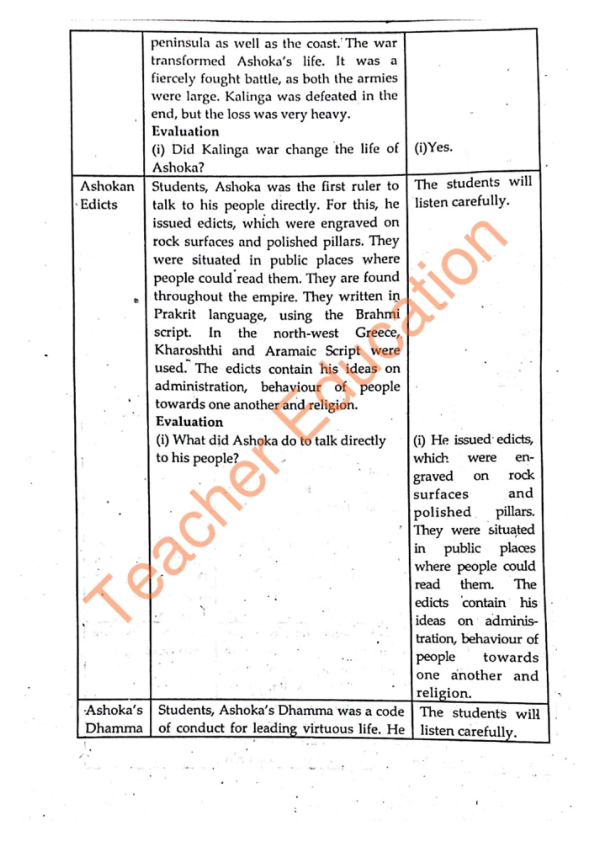 peninsula as well as the coast. The war
transformed Ashoka's life. It was a
fiercely fought battle, as both the armies
were large. Kalinga was defeated in the
end, but the loss was very heavy.
Evaluation
(i) Did Kalinga war change the life of
Ashoka?
(i)Yes.
Ashokan
Edicts
Students, Ashoka was the first ruler to
talk to his people directly. For this, he
issued edicts, which were engraved on
rock surfaces and polished pillars. They
were situated in public places where
people could read them. They are found
throughout the empire. They written in
Prakrit language, using the Brahmi
script. In the north-west Greece,
Kharoshthi and Aramaic Script were
used. The edicts contain his ideas on
administration, behaviour of people
towards one another and religion.
Evaluation
(i) What did Ashoka do to talk directly
to his people?
The students will
listen carefully.
(i) He issued edicts,
which were en-
graved on rock
surfaces and
polished pillars.
They were situated
in public places
where people could
read them. The
edicts contain his
ideas on adminis-
tration, behaviour of
people towards
one another and
religion.
Ashoka's
Dhamma
Students, Ashoka's Dhamma was a code
of conduct for leading virtuous life. He
The students will
listen carefully.
Teacher Education